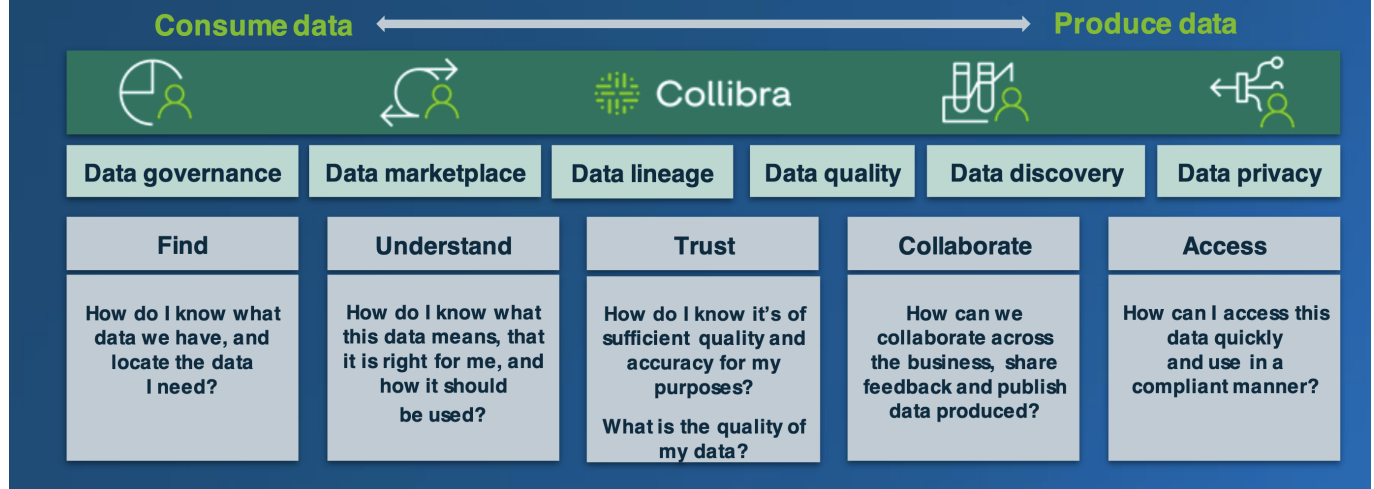 Consume data
Produce data
Collibra
Data governance
Data marketplace
Data lineage
Data quality
Data discovery
Data privacy
Find
Understand
Trust
Collaborate
Access
How do I know what
data we have, and
locate the data
I need?
How do I know what
this data means, that
it is right for me, and
how it should
be used?
How do I know it's of
sufficient quality and
accuracy for my
purposes?
What is the quality of
my data?
How can we
collaborate across
the business, share
feedback and publish
data produced?
How can I access this
data quickly
and use in a
compliant manner?